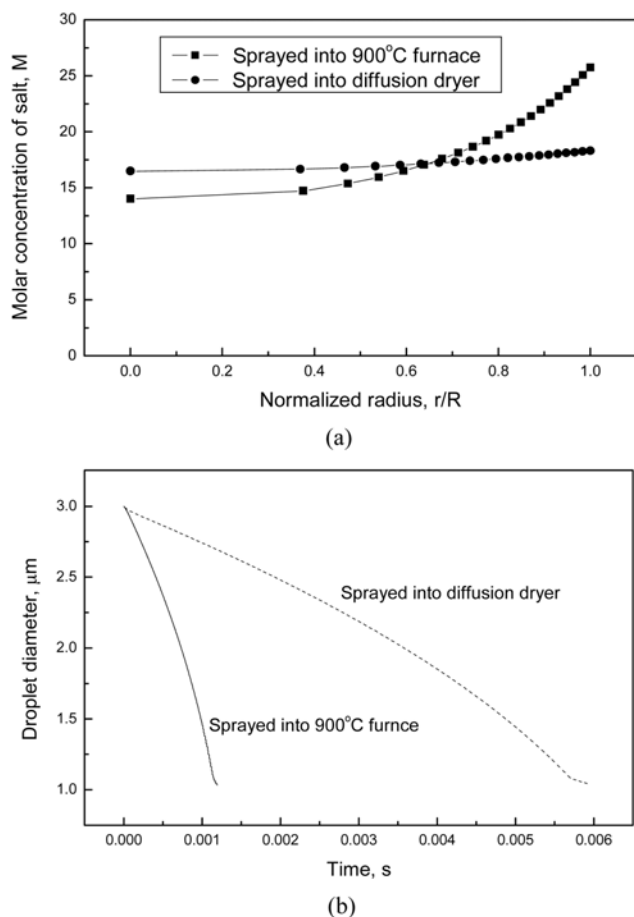 30
25
20
15
10
5
0
Molar concentration of salt, M
Sprayed into 900°C furnace
Sprayed into diffusion dryer
0.0 0.2 0.4 0.6 0.8 1.0
Normalized radius, r/R
(a)
3.0
2.5
2.0
1.5
1.0
Droplet diameter, μm
Sprayed into diffusion dryer
Sprayed into 900°C furnce
0.000 0.001 0.002 0.003 0.004 0.005 0.006
Time, s
(b)